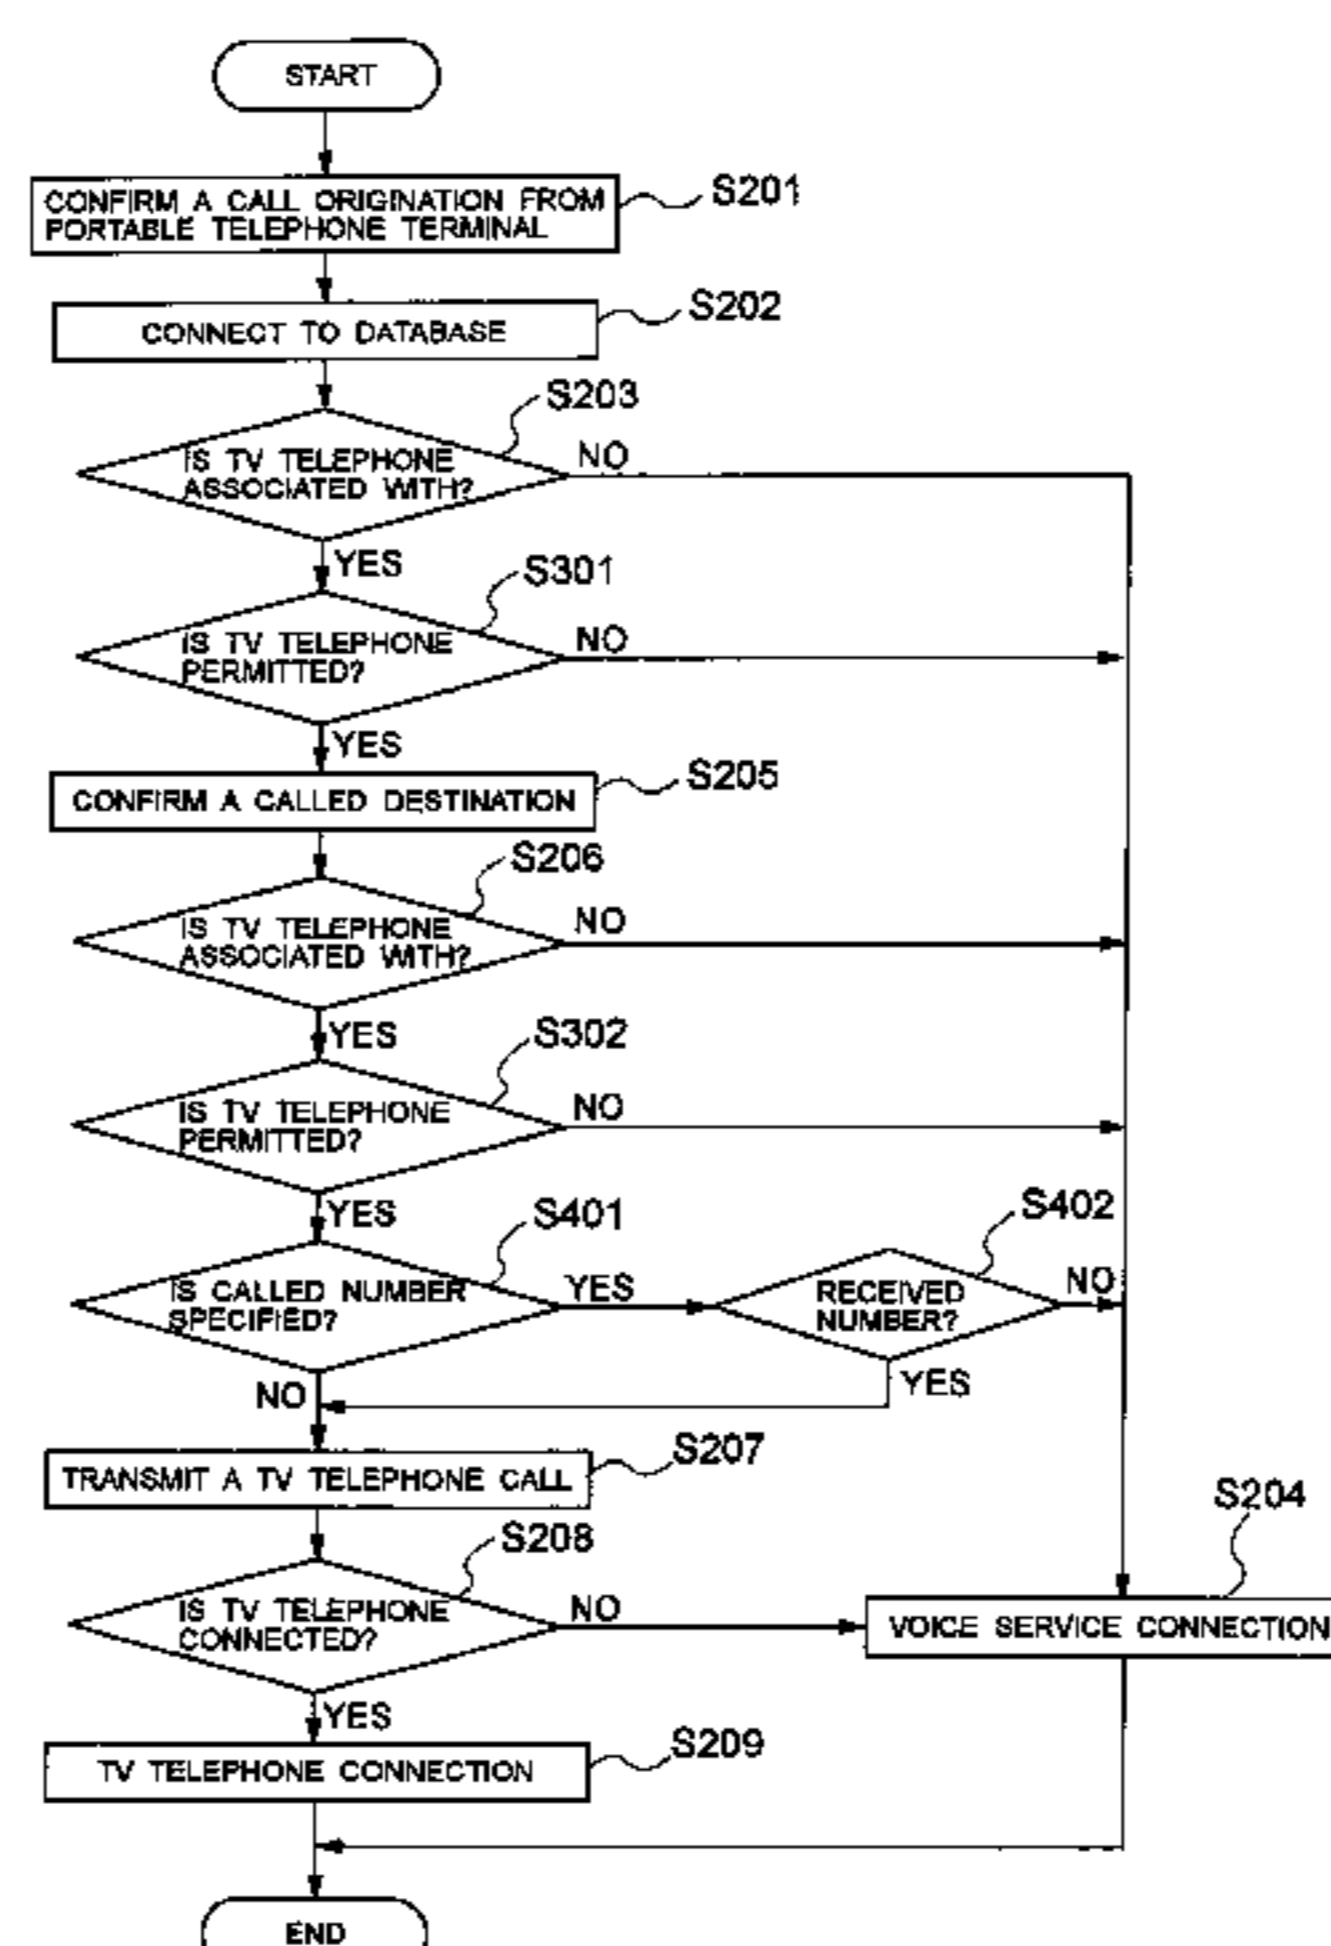 START
CONFIRM A CALL ORIGINATION FROM
PORTABLE TELEPHONE TERMINAL
S201
CONNECT TO DATABASE
S202
S203
IS TV TELEPHONE
ASSOCIATED WITH?
NO
YES
S301
IS TV TELEPHONE
PERMITTED?
NO
YES
CONFIRM A CALLED DESTINATION
S205
S206
IS TV TELEPHONE
ASSOCIATED WITH?
NO
YES
S302
IS TV TELEPHONE
PERMITTED?
NO
YES
S401
IS CALLED NUMBER
SPECIFIED?
YES
S402
RECEIVED
NUMBER?
NO
YES
NO
TRANSMIT A TV TELEPHONE CALL
S207
S208
IS TV TELEPHONE
CONNECTED?
NO
S204
VOICE SERVICE CONNECTION
YES
TV TELEPHONE CONNECTION
S209
END